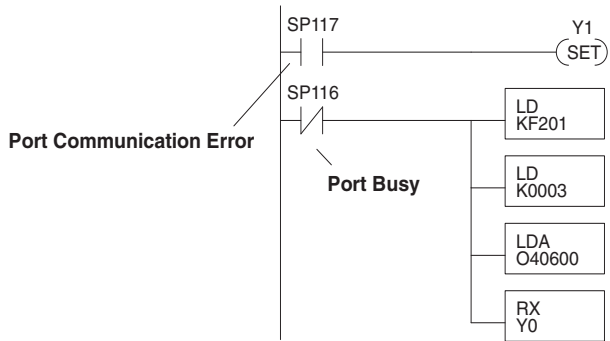 SP117
Y1
SET
SP116
Port Communication Error
Port Busy
LD
KF201
LD
K0003
LDA
O40600
RX
Y0